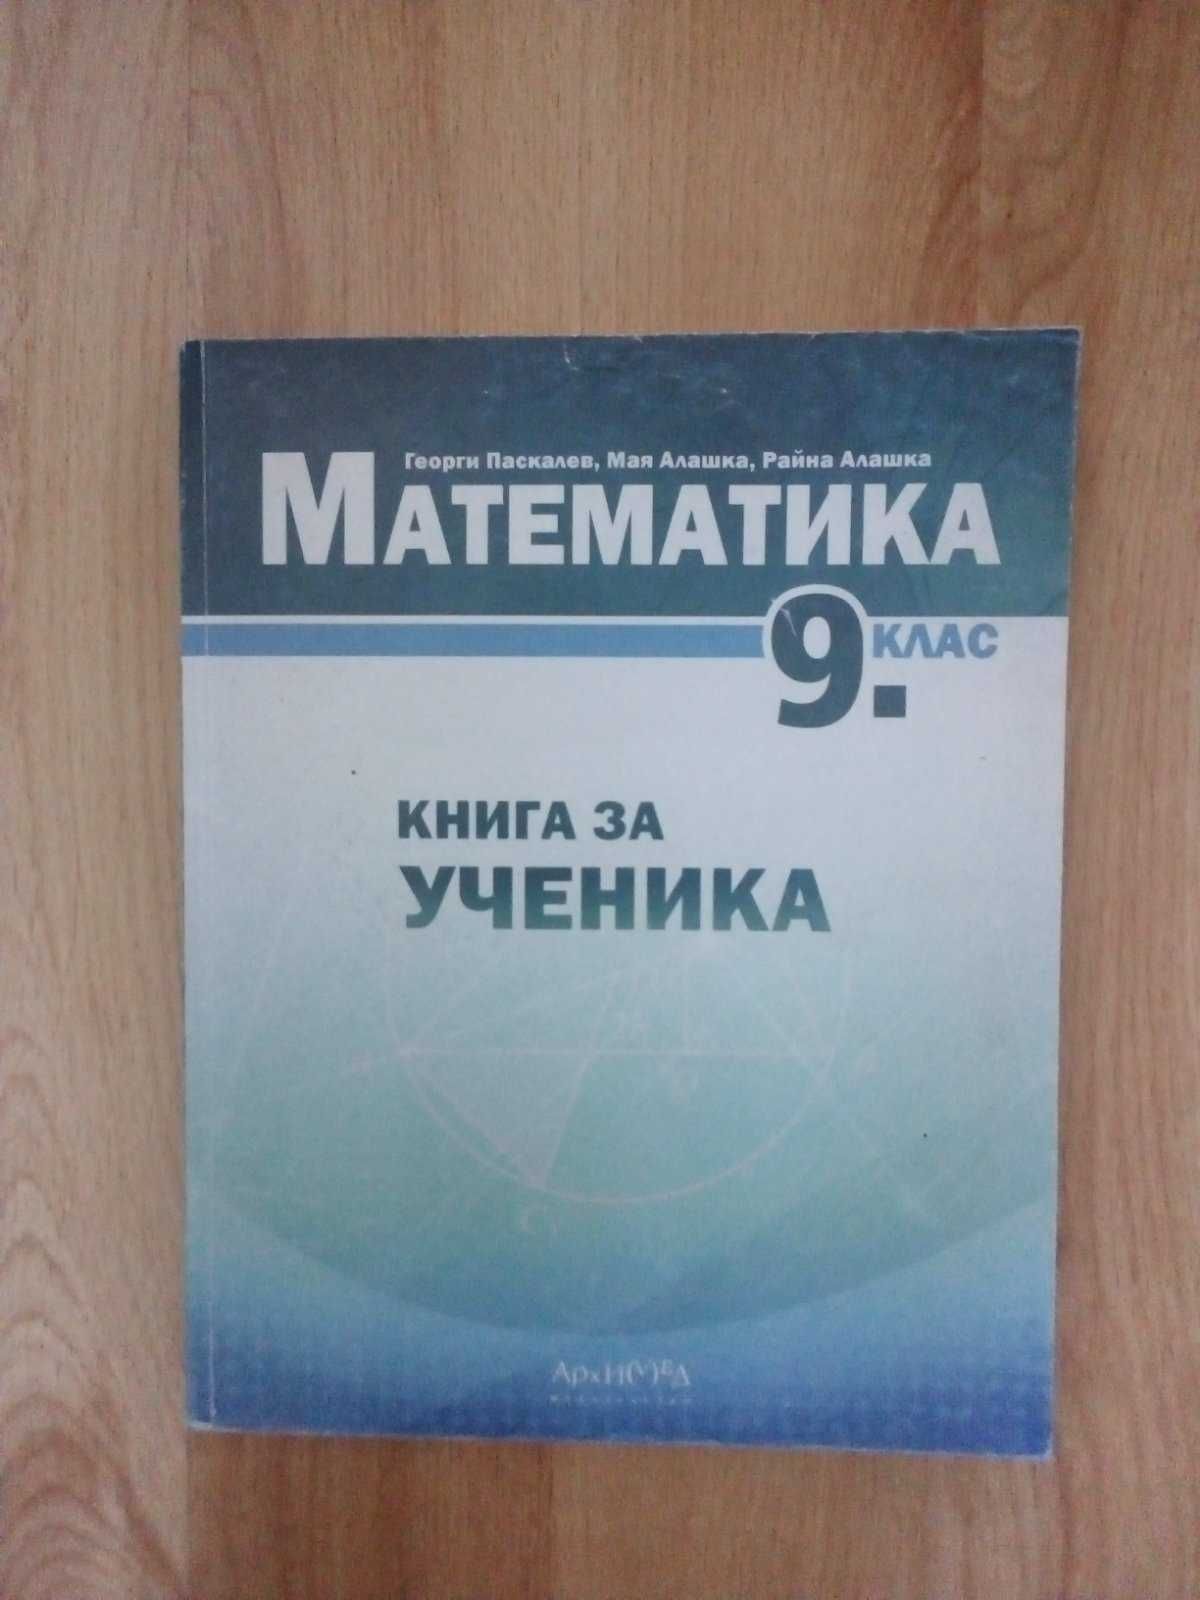 Георги Паскалев, Мая Алашка, Райна Алашка
МАТЕМАТИКА
9. КЛАС
КНИГА ЗА
УЧЕНИКА